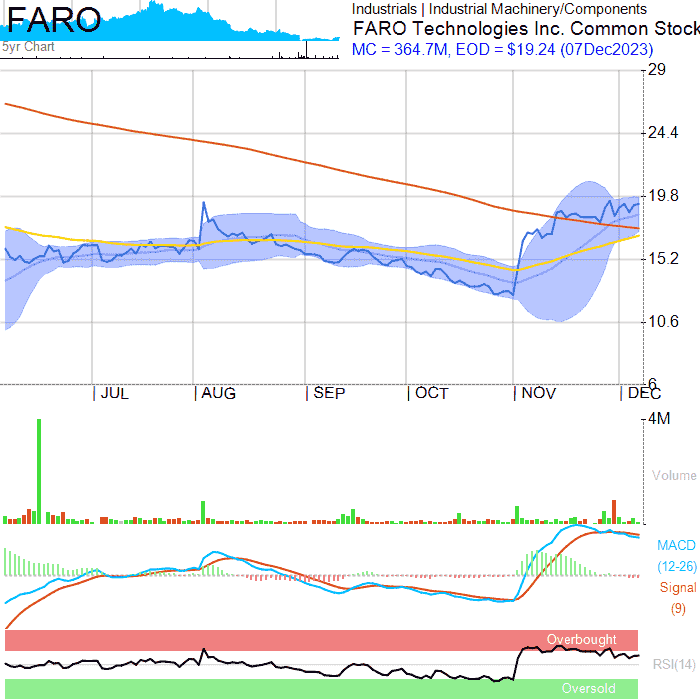 FARO
5yr Chart
Industrials | Industrial Machinery/Components
FARO Technologies Inc. Common Stock
MC = 364.7M, EOD = $19.24 (07Dec2023)
29
24.4
19.8
15.2
10.6
6
JUL
AUG
SEP
OCT
NOV
DEC
4M
Volume
MACD
(12-26)
Signal
(9)
Overbought
RSI(14)
Oversold